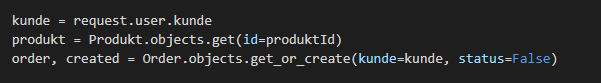 kunde = request.user.kunde
produkt = Produkt.objects.get(id=produktId)
order, created = Order.objects.get_or_create(kunde=kunde, status=False)